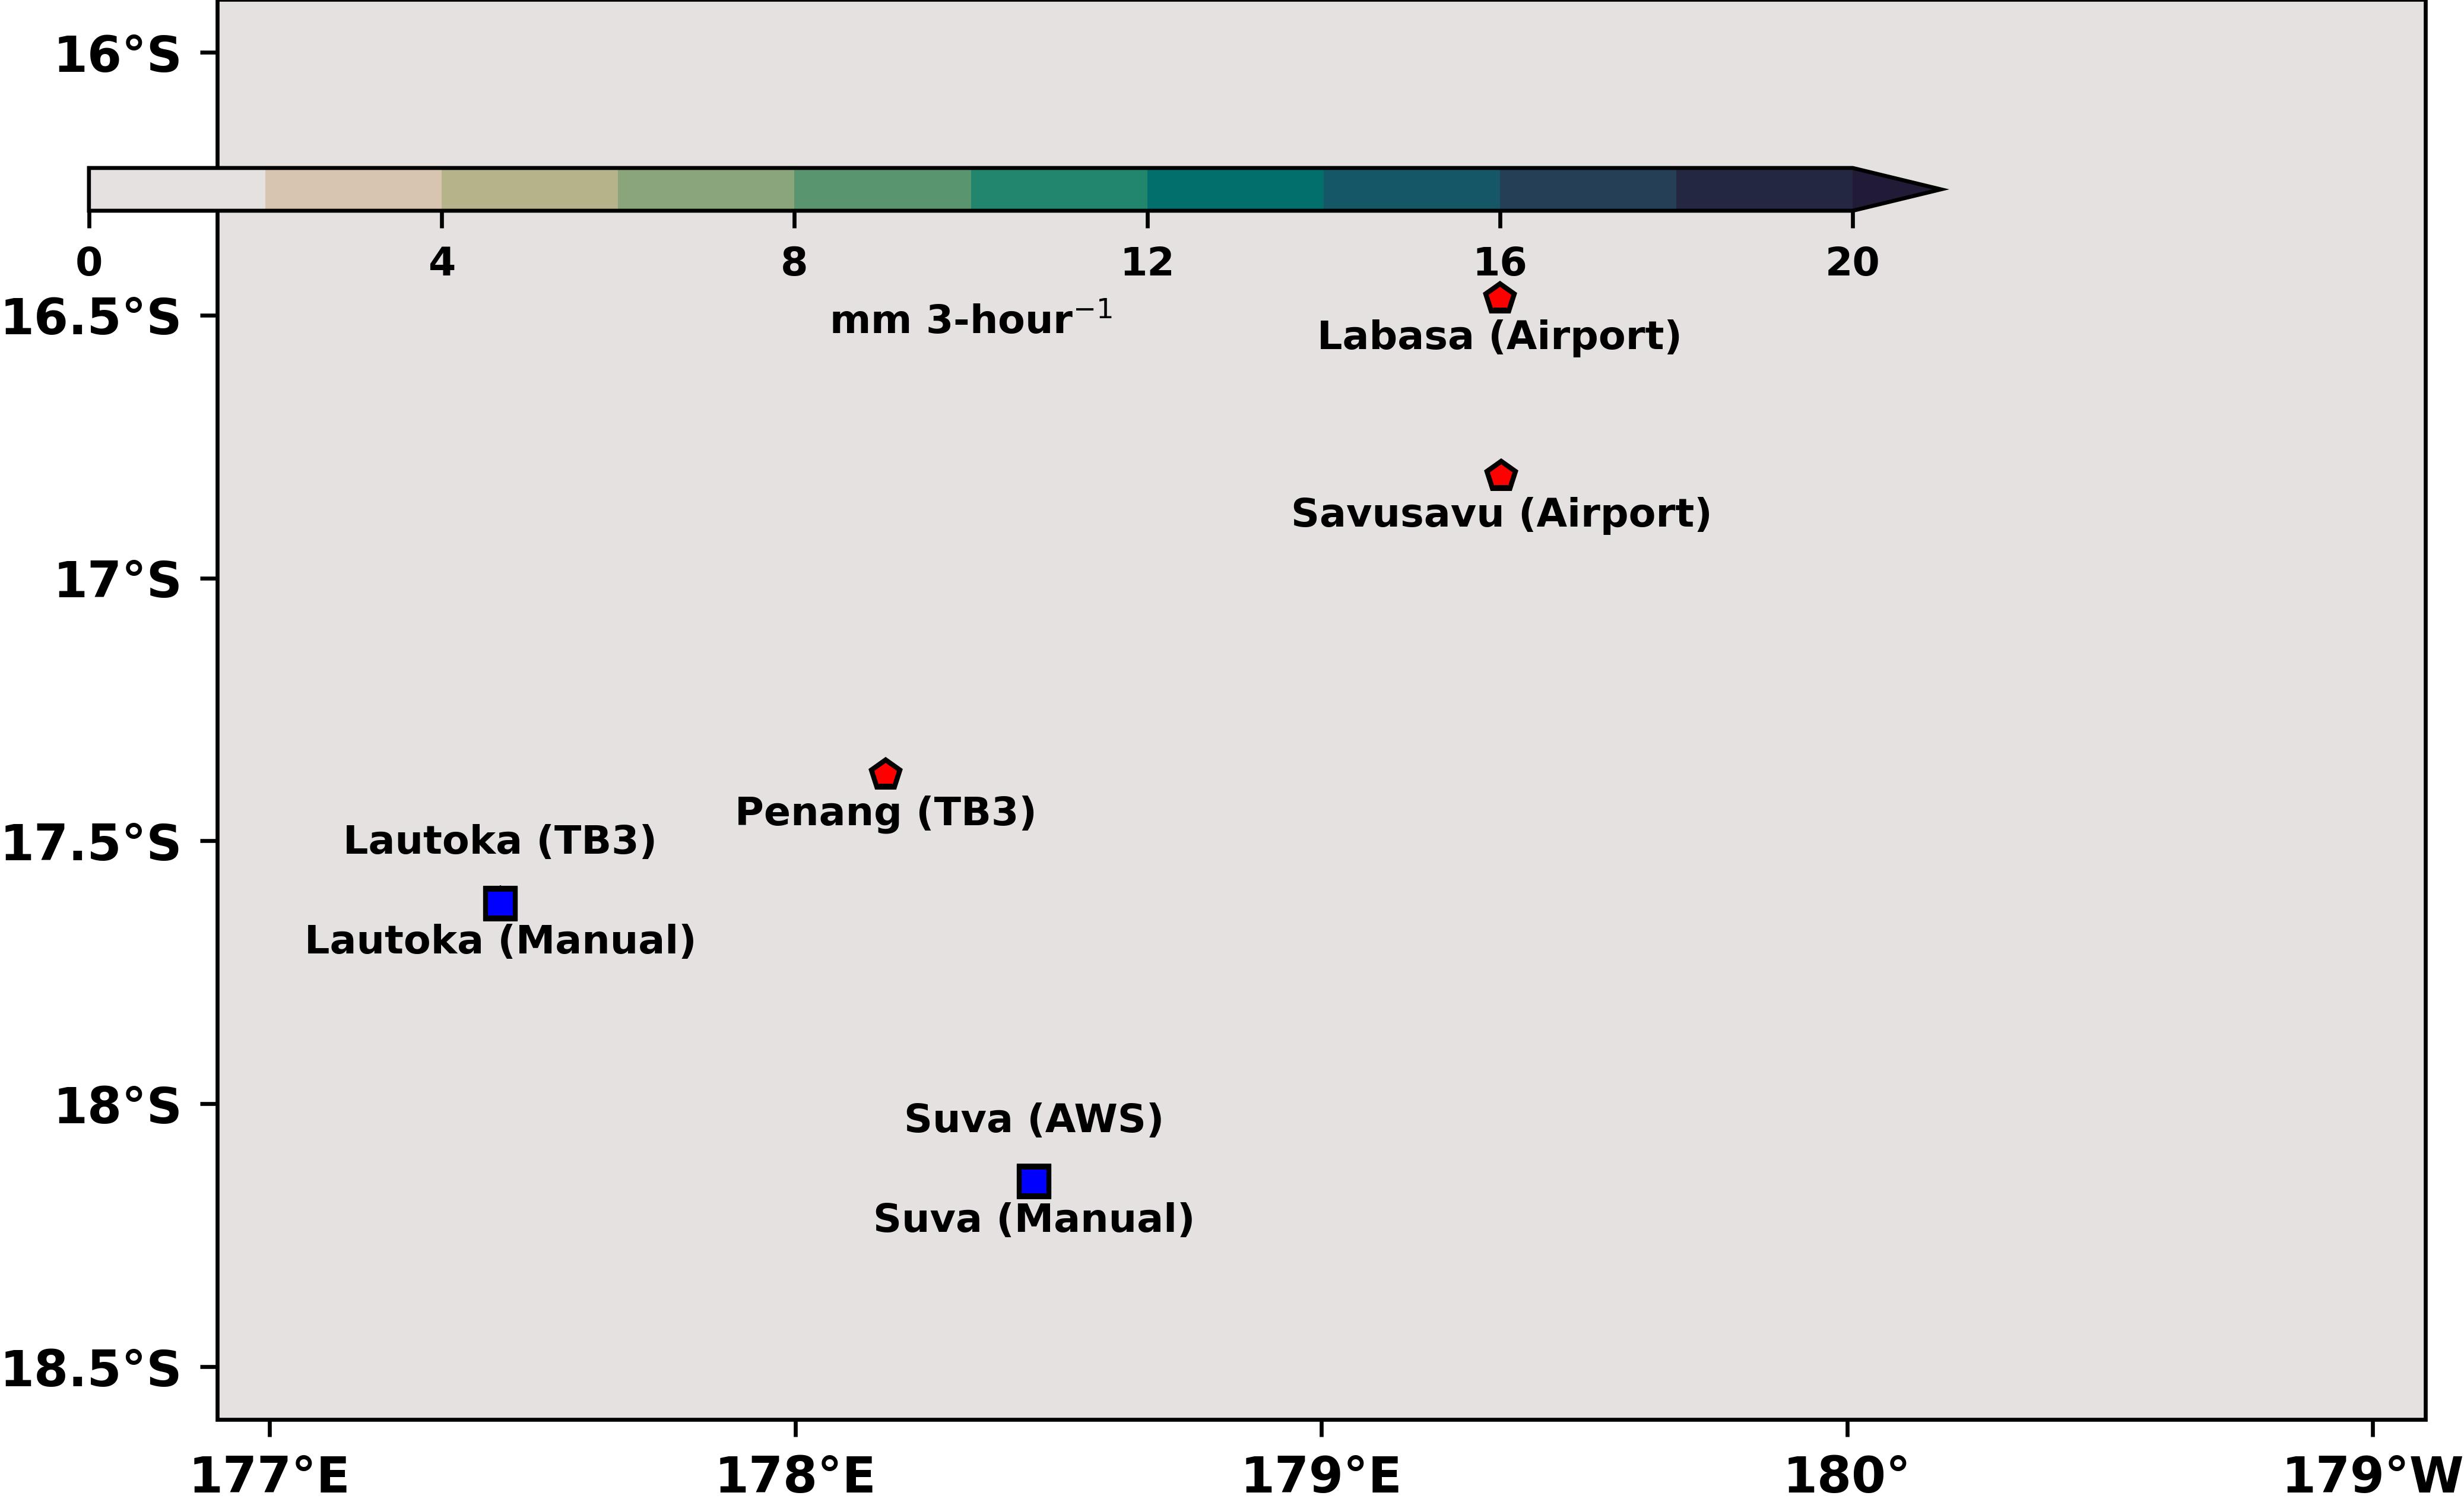 16°S
0 4 8 12 16 20
16.5°S
mm 3-hour⁻¹
Labasa (Airport)
Savusavu (Airport)
17°S
Penang (TB3)
17.5°S
Lautoka (TB3)
Lautoka (Manual)
18°S
Suva (AWS)
Suva (Manual)
18.5°S
177°E 178°E 179°E 180° 179°W